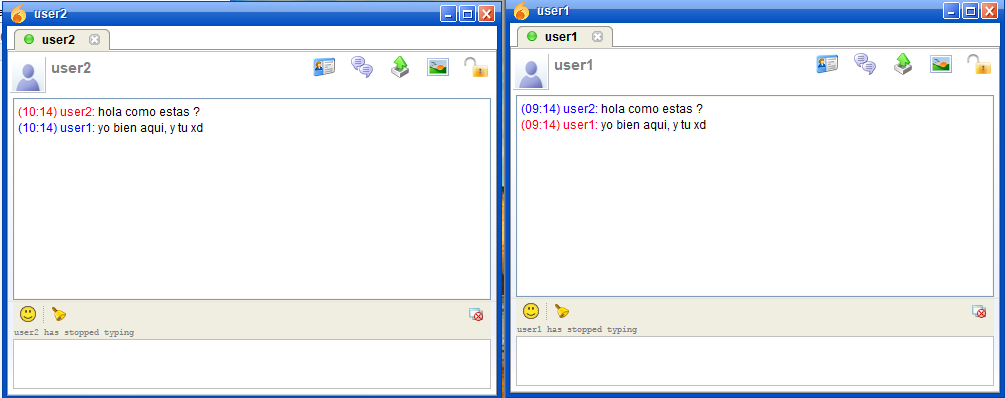 user2
user2
user2
(10:14) user2: hola como estas ?
(10:14) user1: yo bien aqui, y tu xd
user2 has stopped typing
user1
user1
user1
(09:14) user2: hola como estas ?
(09:14) user1: yo bien aqui, y tu xd
user1 has stopped typing